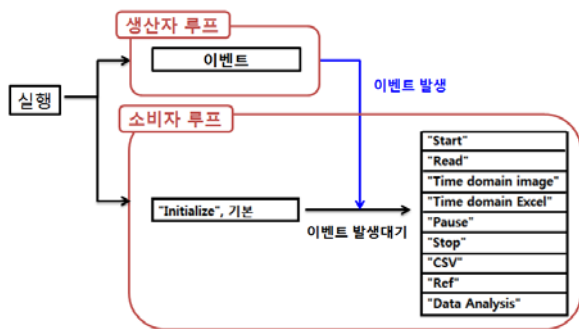 생산자 루프
이벤트
실행
이벤트 발생
소비자 루프
"Initialize", 기본
이벤트 발생대기
"Start"
"Read"
"Time domain image"
"Time domain Excel"
"Pause"
"Stop"
"CSV"
"Ref"
"Data Analysis"